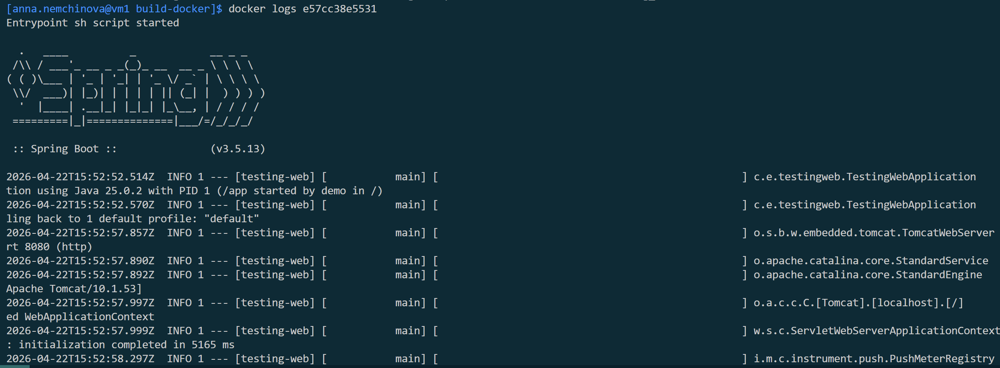 [anna.nemchinova@vm1 build-docker]$ docker logs e57cc38e5531
Entrypoint sh script started
  .   ____          _            __ _ _
 /\\ / ___'_ __ _ _(_)_ __  __ _ \ \ \ \
( ( )\___ | '_ | '_| | '_ \/ _` | \ \ \ \
 \\/  ___)| |_)| | | | | || (_| |  ) ) ) )
  '  |____| .__|_| |_|_| |_\__, | / / / /
 =========|_|==============|___/=/_/_/_/
 :: Spring Boot ::               (v3.5.13)
2026-04-22T15:52:52.514Z  INFO 1 --- [testing-web] [           main] [                                                 ] c.e.testingweb.TestingWebApplication
tion using Java 25.0.2 with PID 1 (/app started by demo in /)
2026-04-22T15:52:52.570Z  INFO 1 --- [testing-web] [           main] [                                                 ] c.e.testingweb.TestingWebApplication
ling back to 1 default profile: "default"
2026-04-22T15:52:57.857Z  INFO 1 --- [testing-web] [           main] [                                                 ] o.s.b.w.embedded.tomcat.TomcatWebServer
rt 8080 (http)
2026-04-22T15:52:57.890Z  INFO 1 --- [testing-web] [           main] [                                                 ] o.apache.catalina.core.StandardService
2026-04-22T15:52:57.892Z  INFO 1 --- [testing-web] [           main] [                                                 ] o.apache.catalina.core.StandardEngine
Apache Tomcat/10.1.53]
2026-04-22T15:52:57.997Z  INFO 1 --- [testing-web] [           main] [                                                 ] o.a.c.c.C.[Tomcat].[localhost].[/]
ed WebApplicationContext
2026-04-22T15:52:57.999Z  INFO 1 --- [testing-web] [           main] [                                                 ] w.s.c.ServletWebServerApplicationContext
: initialization completed in 5165 ms
2026-04-22T15:52:58.297Z  INFO 1 --- [testing-web] [           main] [                                                 ] i.m.c.instrument.push.PushMeterRegistry